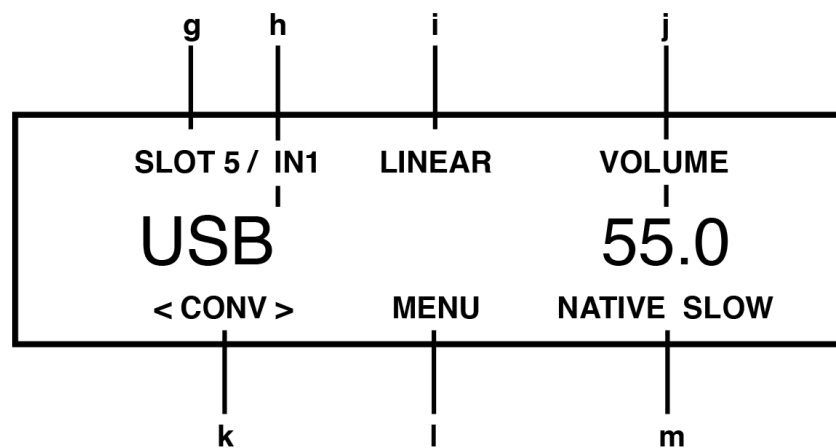 g h i j
SLOT 5 / IN1 LINEAR VOLUME
USB 55.0
< CONV > MENU NATIVE SLOW
k l m